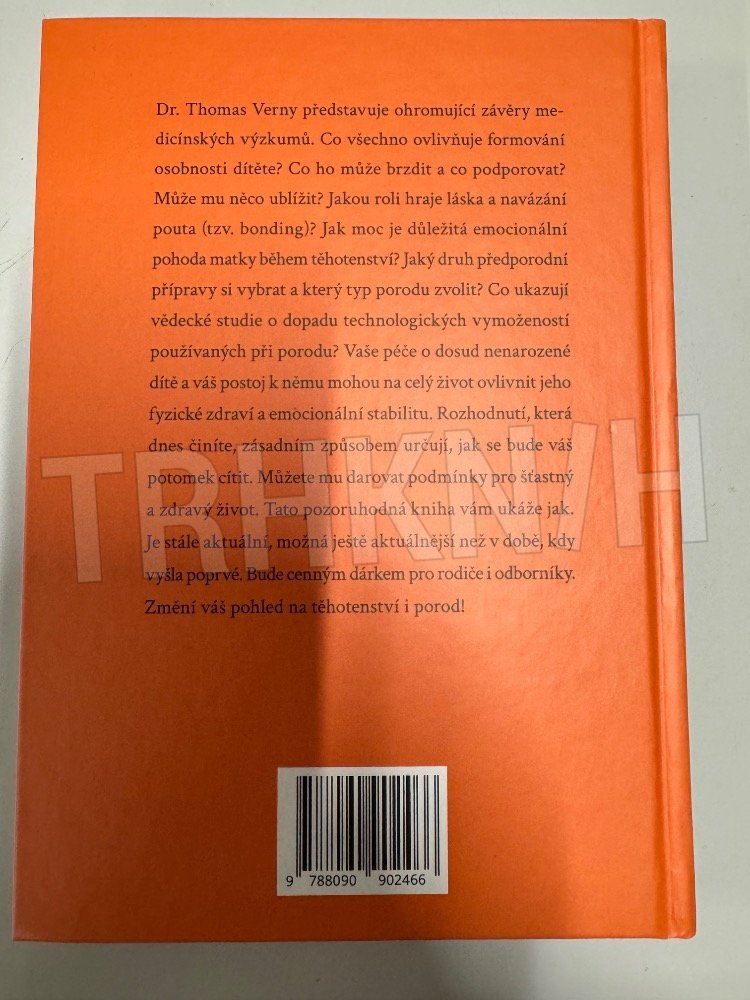 Dr. Thomas Verny představuje ohromující závěry me-
dicínských výzkumů. Co všechno ovlivňuje formování
osobnosti dítěte? Co ho může brzdit a co podporovat?
Může mu něco ublížit? Jakou roli hraje láska a navázání
pouta (tzv. bonding)? Jak moc je důležitá emocionální
pohoda matky během těhotenství? Jaký druh předporodní
přípravy si vybrat a který typ porodu zvolit? Co ukazují
vědecké studie o dopadu technologických vymožeností
používaných při porodu? Vaše péče o dosud nenarozené
dítě a váš postoj k němu mohou na celý život ovlivnit jeho
fyzické zdraví a emocionální stabilitu. Rozhodnutí, která
dnes činíte, zásadním způsobem určují, jak se bude váš
potomek cítit. Můžete mu darovat podmínky pro šťastný
a zdravý život. Tato pozoruhodná kniha vám ukáže jak.
Je stále aktuální, možná ještě aktuálnější než v době, kdy
vyšla poprvé. Bude cenným dárkem pro rodiče i odborníky.
Změní váš pohled na těhotenství i porod!
TRHKN/H
9 788090 902466